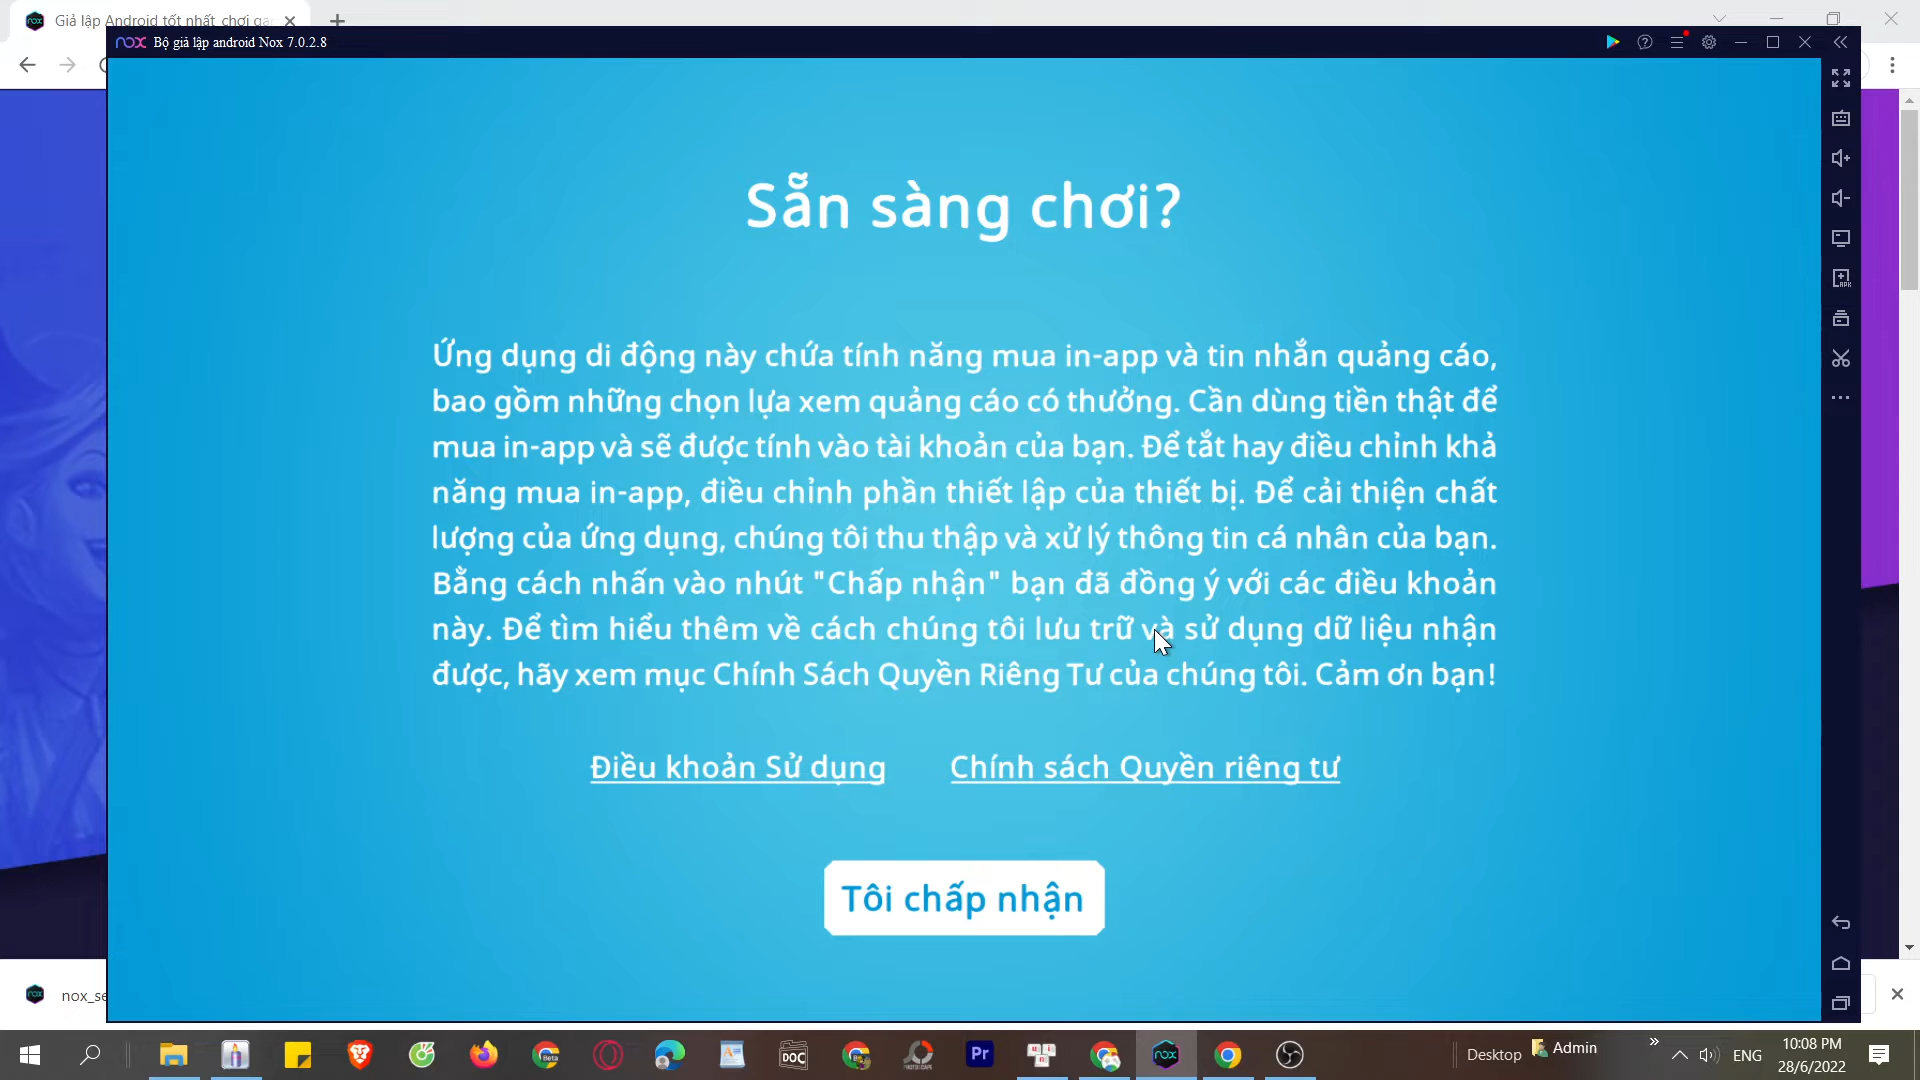 Giả lập Android tốt nhất, chơi gam
nox Bộ giả lập android Nox 7.0.2.8
Sẵn sàng chơi?
Ứng dụng di động này chứa tính năng mua in-app và tin nhắn quảng cáo,
bao gồm những chọn lựa xem quảng cáo có thưởng. Cần dùng tiền thật để
mua in-app và sẽ được tính vào tài khoản của bạn. Để tắt hay điều chỉnh khả
năng mua in-app, điều chỉnh phần thiết lập của thiết bị. Để cải thiện chất
lượng của ứng dụng, chúng tôi thu thập và xử lý thông tin cá nhân của bạn.
Bằng cách nhấn vào nhút "Chấp nhận" bạn đã đồng ý với các điều khoản
này. Để tìm hiểu thêm về cách chúng tôi lưu trữ và sử dụng dữ liệu nhận
được, hãy xem mục Chính Sách Quyền Riêng Tư của chúng tôi. Cảm ơn bạn!
Điều khoản Sử dụng Chính sách Quyền riêng tư
Tôi chấp nhận
nox_se
Desktop Admin ENG 10:08 PM
28/6/2022